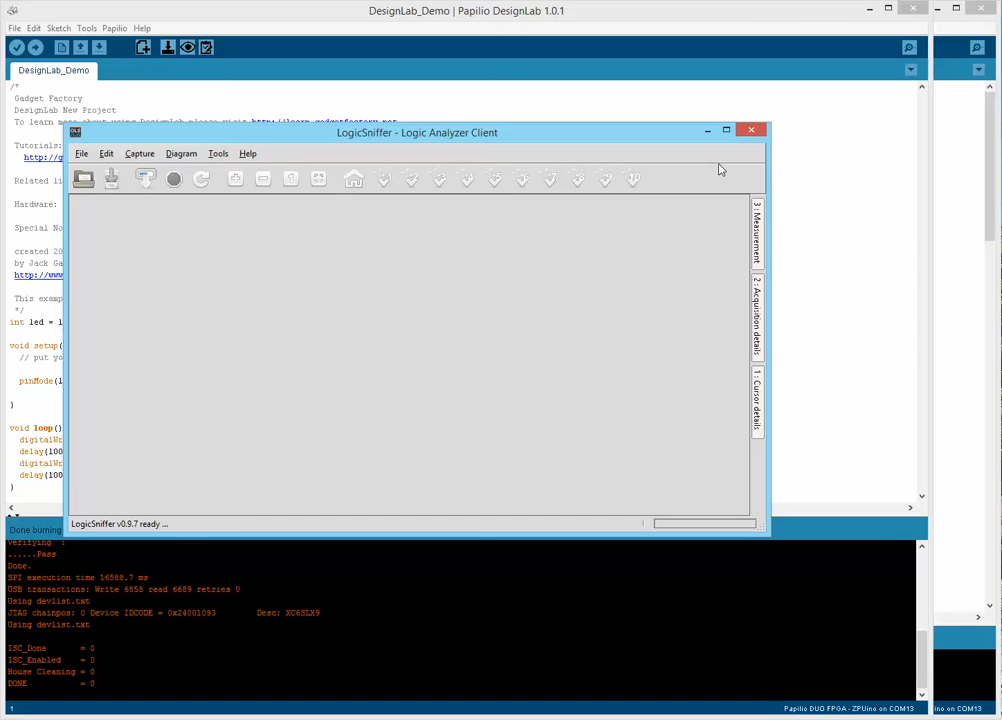 DesignLab_Demo | Papilio DesignLab 1.0.1
File Edit Sketch Tools Papilio Help
DesignLab_Demo
/*
Gadget Factory
DesignLab New Project
To learn more about using DesignLab please visit http://learn.gadgetfactory.net
Tutorials:
http://g
Related li
Hardware:
Special No
created 20
by Jack Ga
http://www
This examp
*/
int led = 1
void setup(
// put yo
pinMode(l
}
void loop()
digitalWr
delay(100
digitalWr
delay(100
}
LogicSniffer - Logic Analyzer Client
OLS
File Edit Capture Diagram Tools Help
3: Measurement
2: Acquisition details
1: Cursor details
LogicSniffer v0.9.7 ready ...
Done burning
Verifying :
......Pass
Done.
SPI execution time 16588.7 ms
USB transactions: Write 6858 read 6689 retries 0
Using devlist.txt
JTAG chainpos: 0 Device IDCODE = 0x24001093 Desc: XC6SLX9
Using devlist.txt
ISC_Done = 0
ISC_Enabled = 0
House Cleaning = 0
DONE = 0
1
Papilio DUO FPGA - ZPUino on COM13
ino on COM13